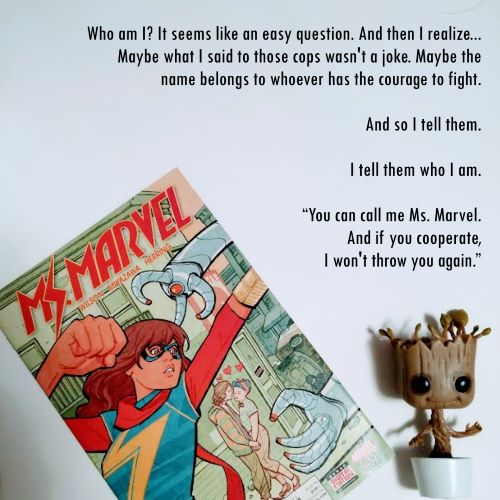 Who am I? It seems like an easy question. And then I realize...
Maybe what I said to those cops wasn't a joke. Maybe the
name belongs to whoever has the courage to fight.
And so I tell them.
I tell them who I am.
“You can call me Ms. Marvel.
And if you cooperate,
I won't throw you again.”
MS. MARVEL
WILSON MIYAZAWA HERRING